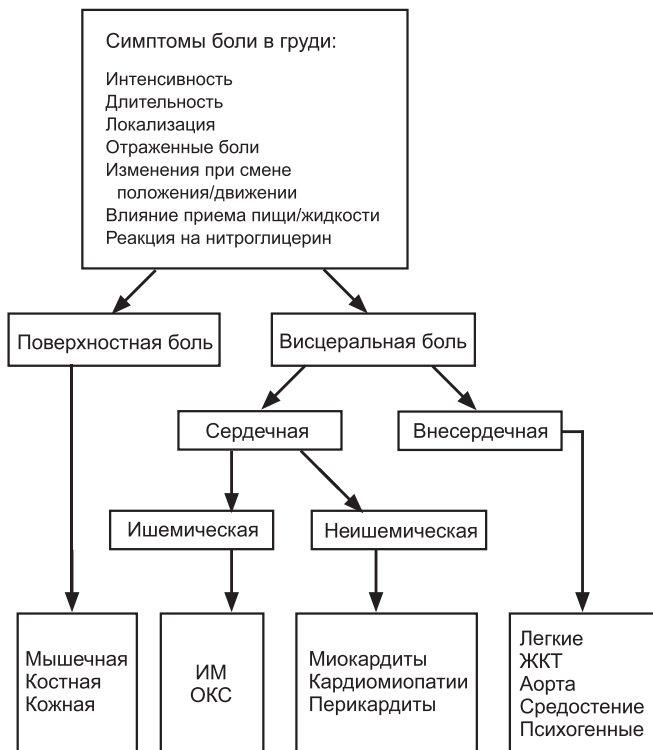 Симптомы боли в груди:
Интенсивность
Длительность
Локализация
Отраженные боли
Изменения при смене
положения/движении
Влияние приема пищи/жидкости
Реакция на нитроглицерин
Поверхностная боль
Висцеральная боль
Сердечная
Внесердечная
Ишемическая
Неишемическая
Мышечная
Костная
Кожная
ИМ
ОКС
Миокардиты
Кардиомиопатии
Перикардиты
Легкие
ЖКТ
Аорта
Средостение
Психогенные